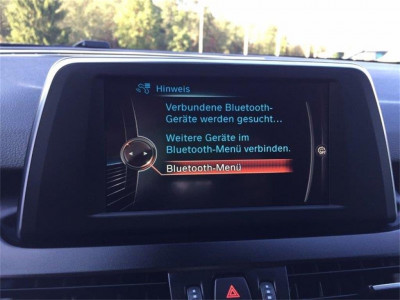 Hinweis
Verbundene Bluetooth-
Geräte werden gesucht...
Weitere Geräte im
Bluetooth-Menü verbinden.
Bluetooth-Menü